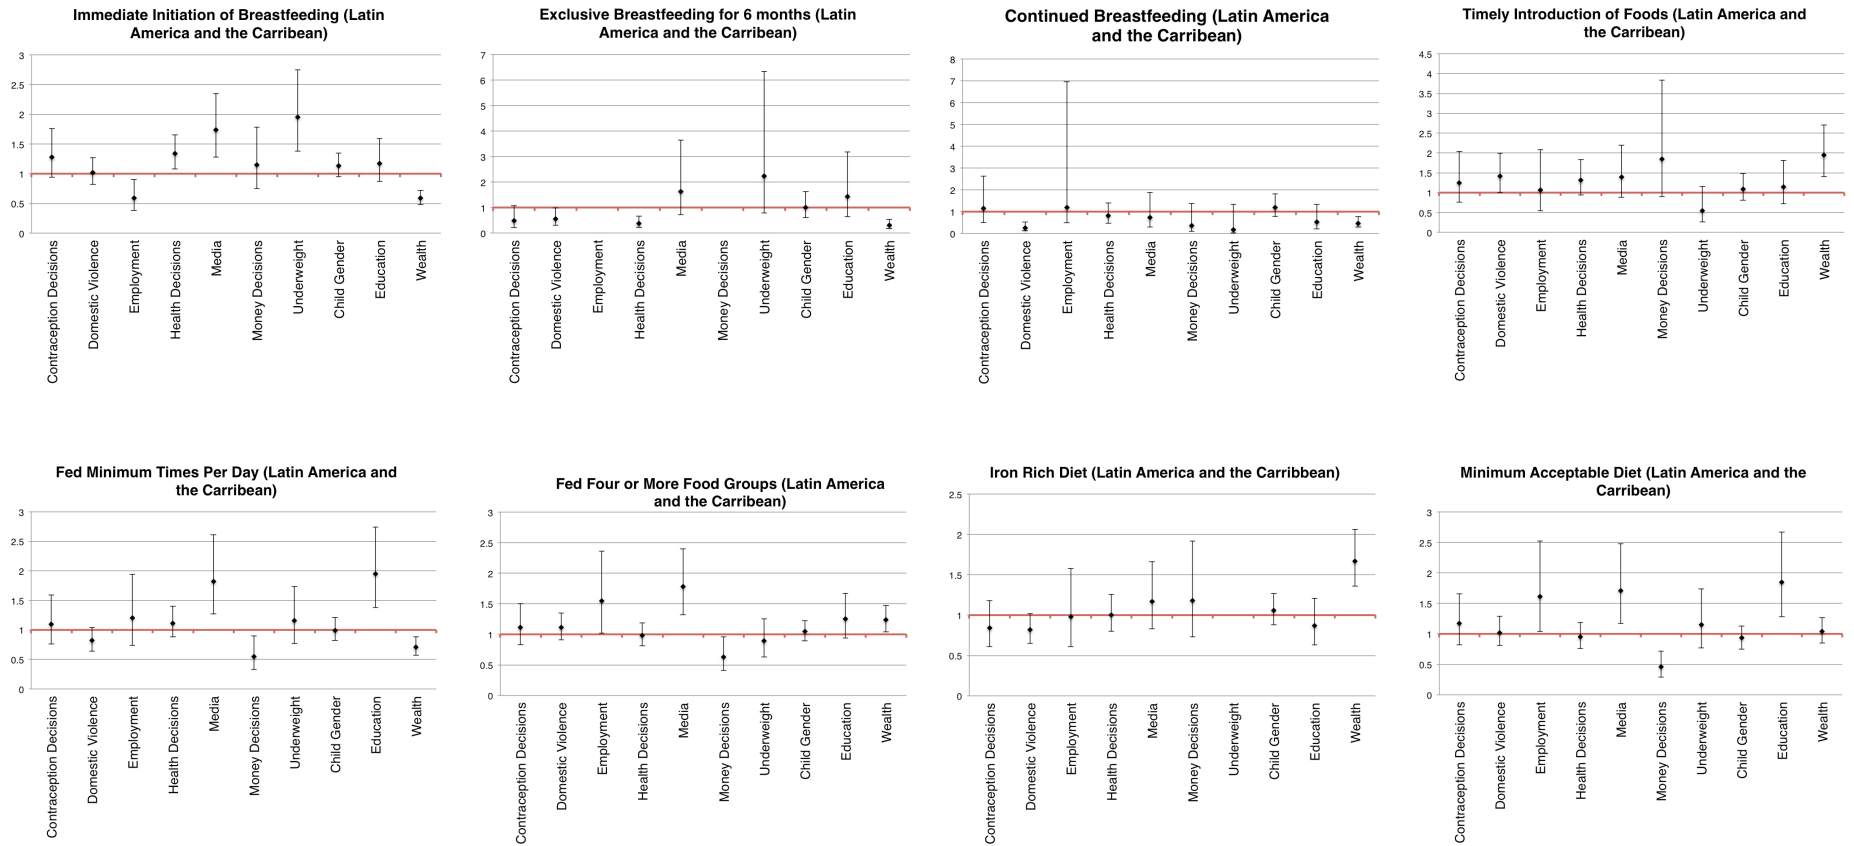 Immediate Initiation of Breastfeeding (Latin
America and the Carribean)
3
2.5
2
1.5
1
0.5
0
Contraception Decisions
Domestic Violence
Employment
Health Decisions
Media
Money Decisions
Underweight
Child Gender
Education
Wealth
Exclusive Breastfeeding for 6 months (Latin
America and the Carribean)
7
6
5
4
3
2
1
0
Contraception Decisions
Domestic Violence
Employment
Health Decisions
Media
Money Decisions
Underweight
Child Gender
Education
Wealth
Continued Breastfeeding (Latin America
and the Carribean)
8
7
6
5
4
3
2
1
0
Contraception Decisions
Domestic Violence
Employment
Health Decisions
Media
Money Decisions
Underweight
Child Gender
Education
Wealth
Timely Introduction of Foods (Latin America and
the Carribean)
4.5
4
3.5
3
2.5
2
1.5
1
0.5
0
Contraception Decisions
Domestic Violence
Employment
Health Decisions
Media
Money Decisions
Underweight
Child Gender
Education
Wealth
Fed Minimum Times Per Day (Latin America and
the Carribean)
3
2.5
2
1.5
1
0.5
0
Contraception Decisions
Domestic Violence
Employment
Health Decisions
Media
Money Decisions
Underweight
Child Gender
Education
Wealth
Fed Four or More Food Groups (Latin America
and the Carribean)
3
2.5
2
1.5
1
0.5
0
Contraception Decisions
Domestic Violence
Employment
Health Decisions
Media
Money Decisions
Underweight
Child Gender
Education
Wealth
Iron Rich Diet (Latin America and the Carribbean)
2.5
2
1.5
1
0.5
0
Contraception Decisions
Domestic Violence
Employment
Health Decisions
Media
Money Decisions
Underweight
Child Gender
Education
Wealth
Minimum Acceptable Diet (Latin America and the
Carribean)
3
2.5
2
1.5
1
0.5
0
Contraception Decisions
Domestic Violence
Employment
Health Decisions
Media
Money Decisions
Underweight
Child Gender
Education
Wealth